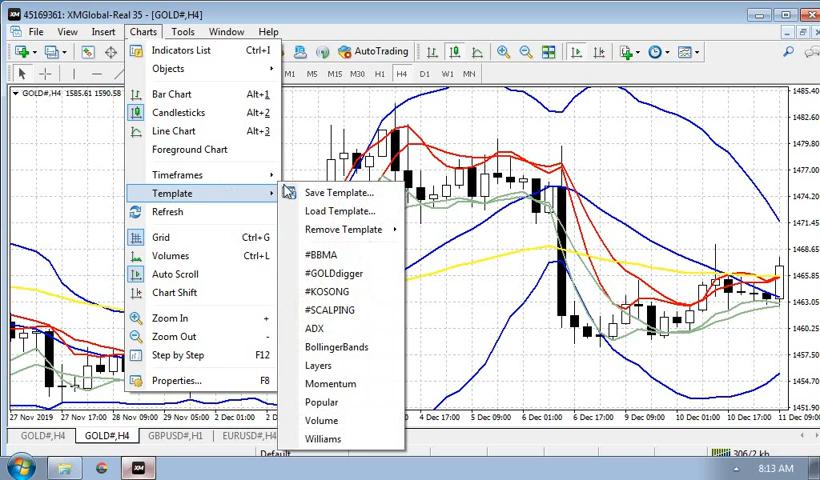 45169361: XMGlobal-Real 35 - [GOLD#,H4]
File View Insert Charts Tools Window Help
AutoTrading
M1 M5 M15 M30 H1 H4 D1 W1 MN
GOLD#,H4 1585.61 1590.58
Indicators List Ctrl+I
Objects
Bar Chart Alt+1
Candlesticks Alt+2
Line Chart Alt+3
Foreground Chart
Timeframes
Template
Refresh
Grid Ctrl+G
Volumes Ctrl+L
Auto Scroll
Chart Shift
Zoom In +
Zoom Out -
Step by Step F12
Properties... F8
Save Template...
Load Template...
Remove Template
#BBMA
#GOLDdigger
#KOSONG
#SCALPING
ADX
BollingerBands
Layers
Momentum
Popular
Volume
Williams
1485.40
1479.80
1477.00
1474.20
1471.45
1468.65
1465.85
1463.05
1460.25
1457.50
1454.70
1451.90
27 Nov 2019 27 Nov 17:00 28 Nov 09:00 2 Dec 01:00 4 Dec 17:00 5 Dec 09:00 6 Dec 01:00 6 Dec 17:00 9 Dec 09:00 10 Dec 01:00 10 Dec 17:00 11 Dec 09:00
GOLD#,H4 GOLD#,H4 GBPUSD#,H1 EURUSD#,H4
Default
306/2 kb
XM
8:13 AM